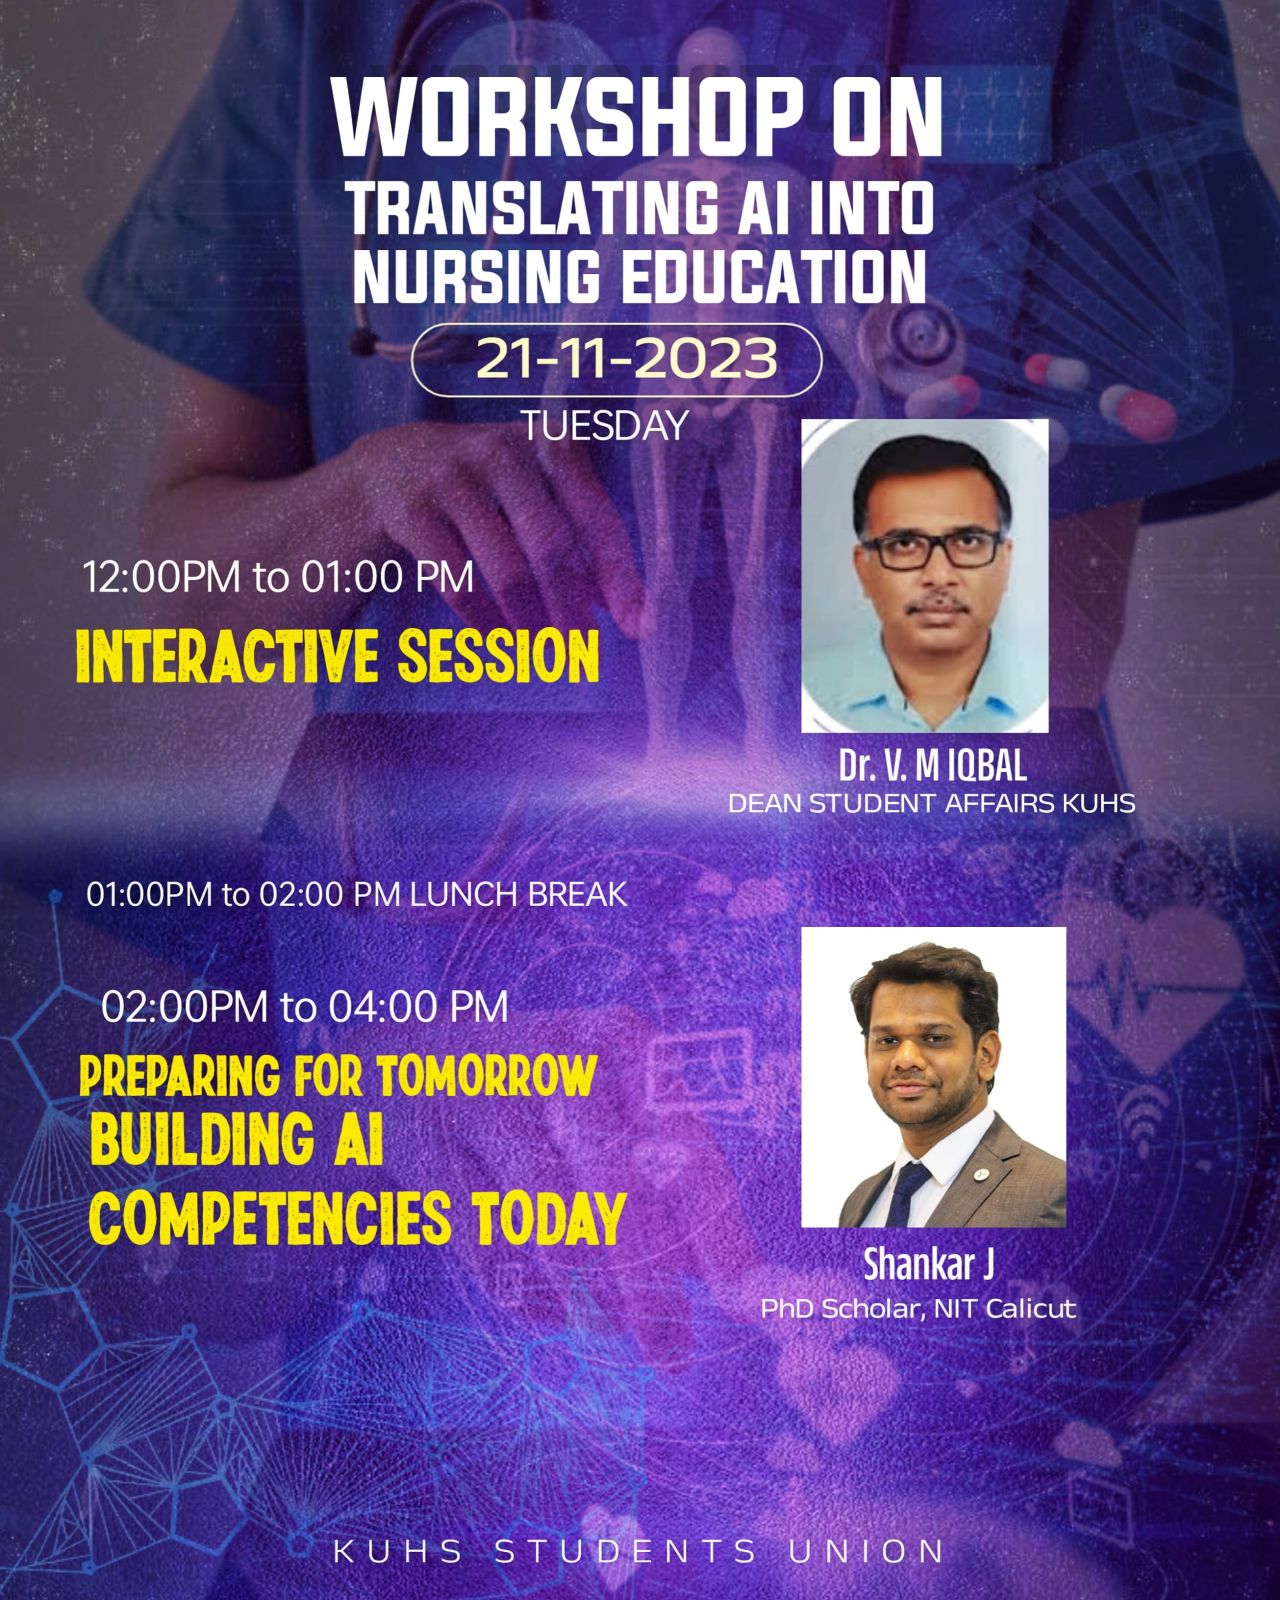 WORKSHOP ON
TRANSLATING AI INTO
NURSING EDUCATION
21-11-2023
TUESDAY
12:00PM to 01:00 PM
INTERACTIVE SESSION
Dr. V. M IQBAL
DEAN STUDENT AFFAIRS KUHS
01:00PM to 02:00 PM LUNCH BREAK
02:00PM to 04:00 PM
PREPARING FOR TOMORROW
BUILDING AI
COMPETENCIES TODAY
Shankar J
PhD Scholar, NIT Calicut
KUHS STUDENTS UNION